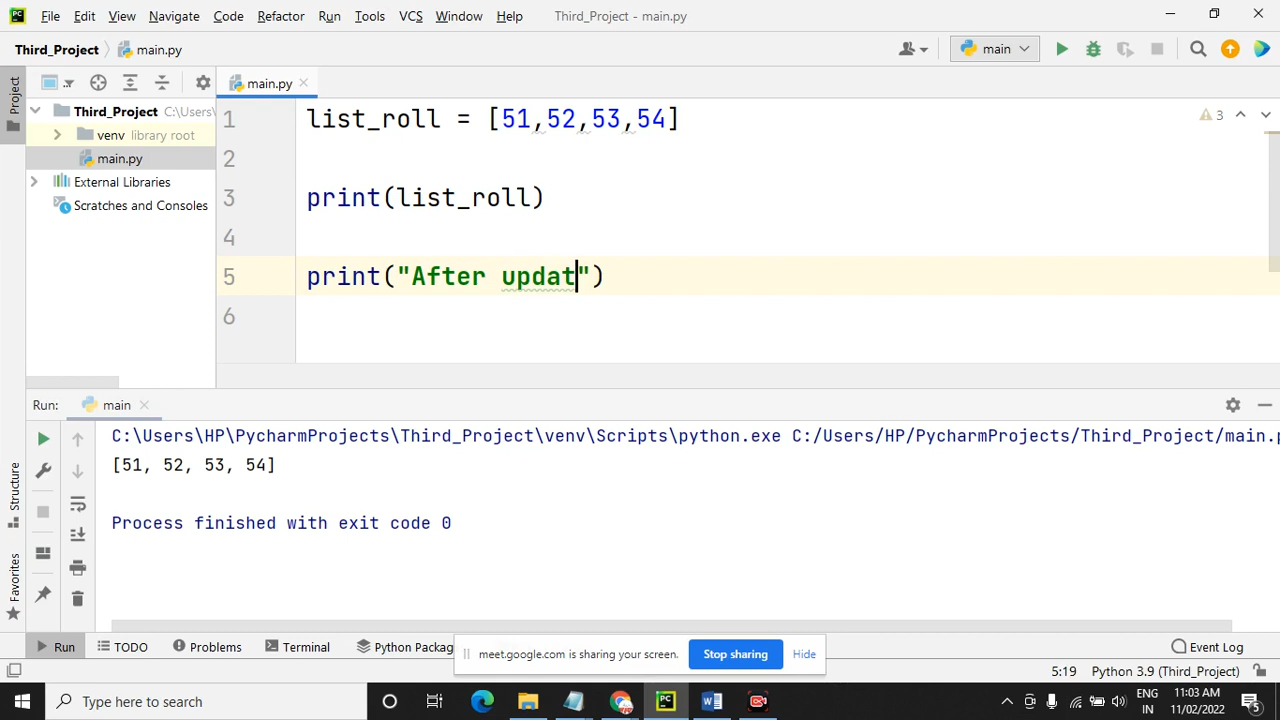 PC File Edit View Navigate Code Refactor Run Tools VCS Window Help Third_Project - main.py
Third_Project main.py main
Project
main.py
Third_Project C:\Users\
venv library root
main.py
External Libraries
Scratches and Consoles
1 list_roll = [51,52,53,54]
3
2
3 print(list_roll)
4
5 print("After updat")
6
Run: main
C:\Users\HP\PycharmProjects\Third_Project\venv\Scripts\python.exe C:/Users/HP/PycharmProjects/Third_Project/main.p
[51, 52, 53, 54]
Process finished with exit code 0
Structure
Favorites
Run TODO Problems Terminal Python Packag Event Log
meet.google.com is sharing your screen. Stop sharing Hide
5:19 Python 3.9 (Third_Project)
Type here to search
PC
W
ENG
IN
11:03 AM
11/02/2022
5